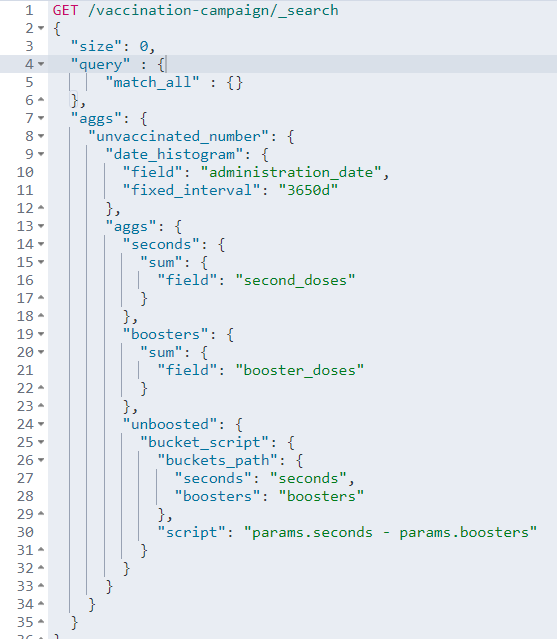 1 GET /vaccination-campaign/_search
2 {
3 "size": 0,
4 "query" : {
5 "match_all" : {}
6 },
7 "aggs": {
8 "unvaccinated_number": {
9 "date_histogram": {
10 "field": "administration_date",
11 "fixed_interval": "3650d"
12 },
13 "aggs": {
14 "seconds": {
15 "sum": {
16 "field": "second_doses"
17 }
18 },
19 "boosters": {
20 "sum": {
21 "field": "booster_doses"
22 }
23 },
24 "unboosted": {
25 "bucket_script": {
26 "buckets_path": {
27 "seconds": "seconds",
28 "boosters": "boosters"
29 },
30 "script": "params.seconds - params.boosters"
31 }
32 }
33 }
34 }
35 }
36 }